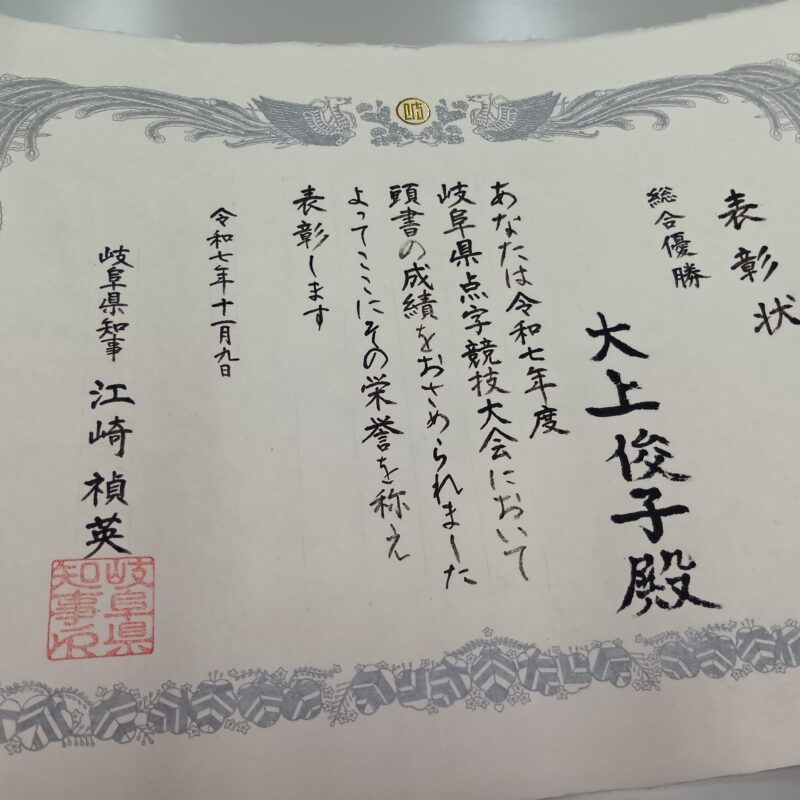 表彰状
総合優勝
大上俊子殿
あなたは令和七年度
岐阜県点字競技大会において
頭書の成績をおさめられました
よってここにその栄誉を称え
表彰します
令和七年十一月九日
岐阜県知事 江崎禎英
岐阜県
知事之印